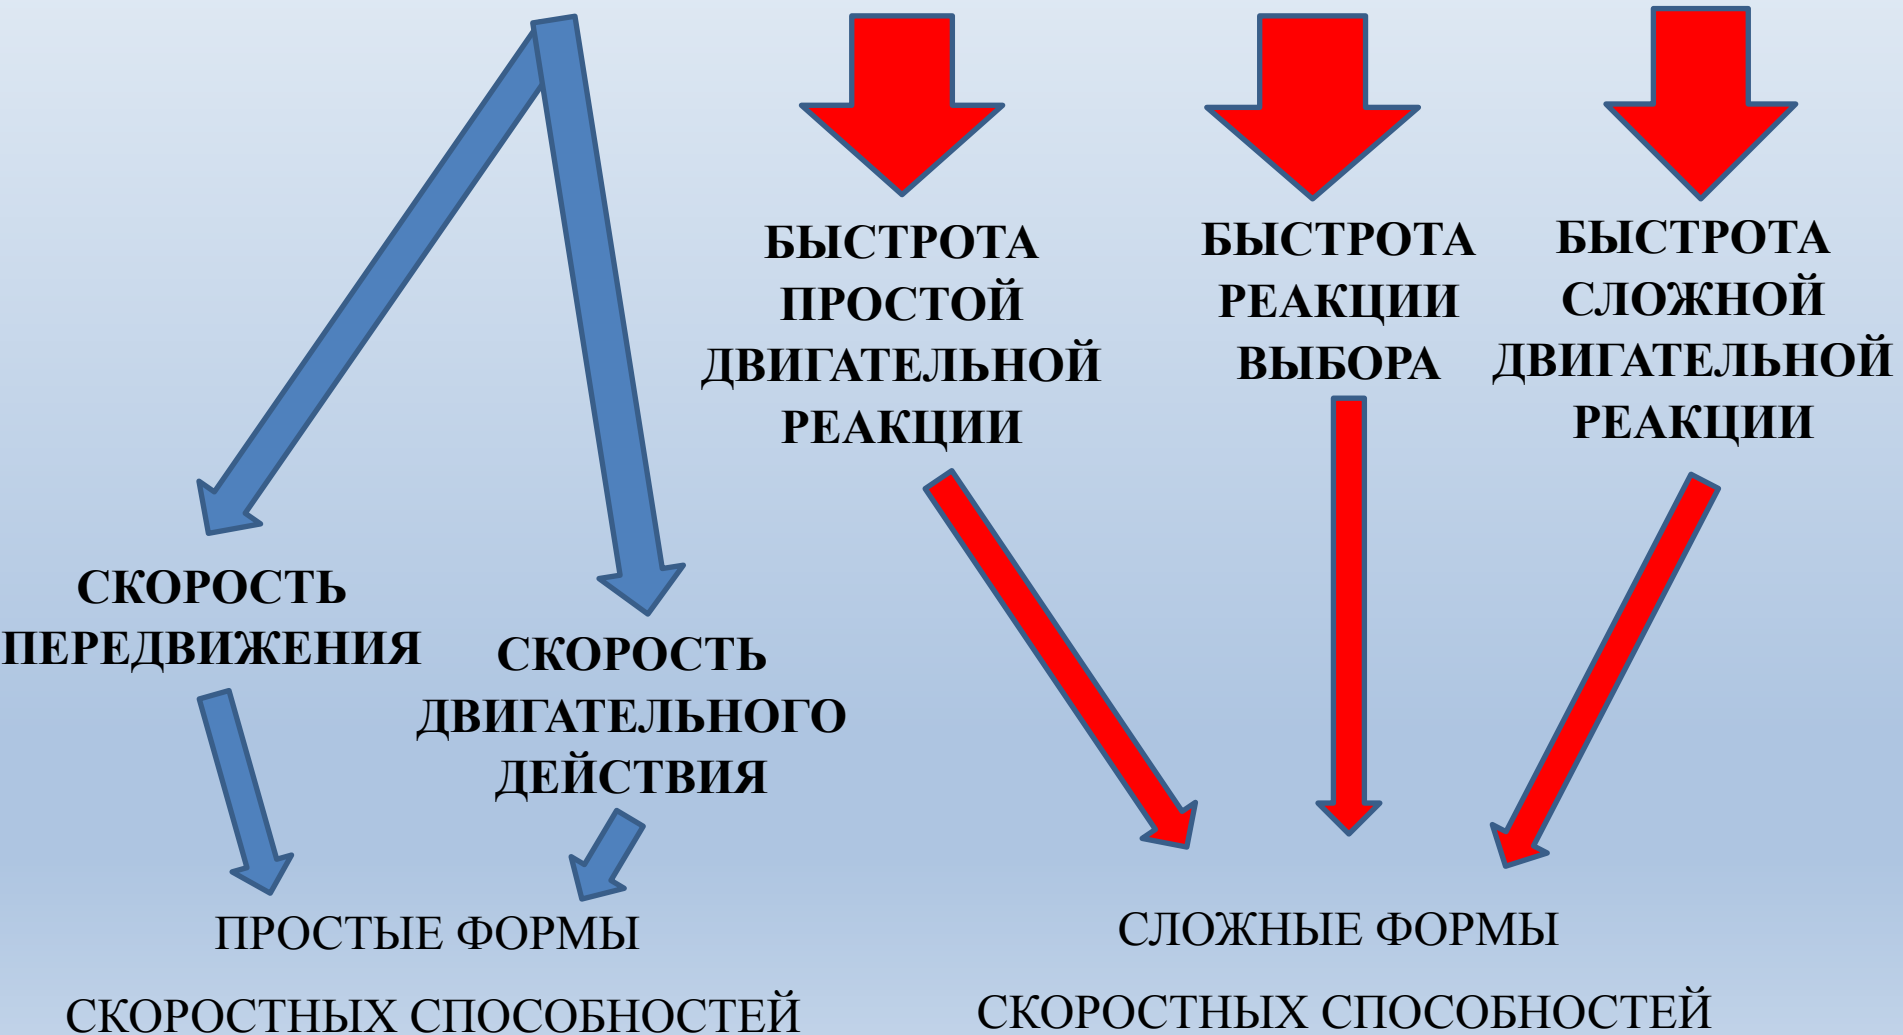 БЫСТРОТА
ПРОСТОЙ
ДВИГАТЕЛЬНОЙ
РЕАКЦИИ
БЫСТРОТА
РЕАКЦИИ
ВЫБОРА
БЫСТРОТА
СЛОЖНОЙ
ДВИГАТЕЛЬНОЙ
РЕАКЦИИ
СКОРОСТЬ
ПЕРЕДВИЖЕНИЯ
СКОРОСТЬ
ДВИГАТЕЛЬНОГО
ДЕЙСТВИЯ
ПРОСТЫЕ ФОРМЫ
СКОРОСТНЫХ СПОСОБНОСТЕЙ
СЛОЖНЫЕ ФОРМЫ
СКОРОСТНЫХ СПОСОБНОСТЕЙ